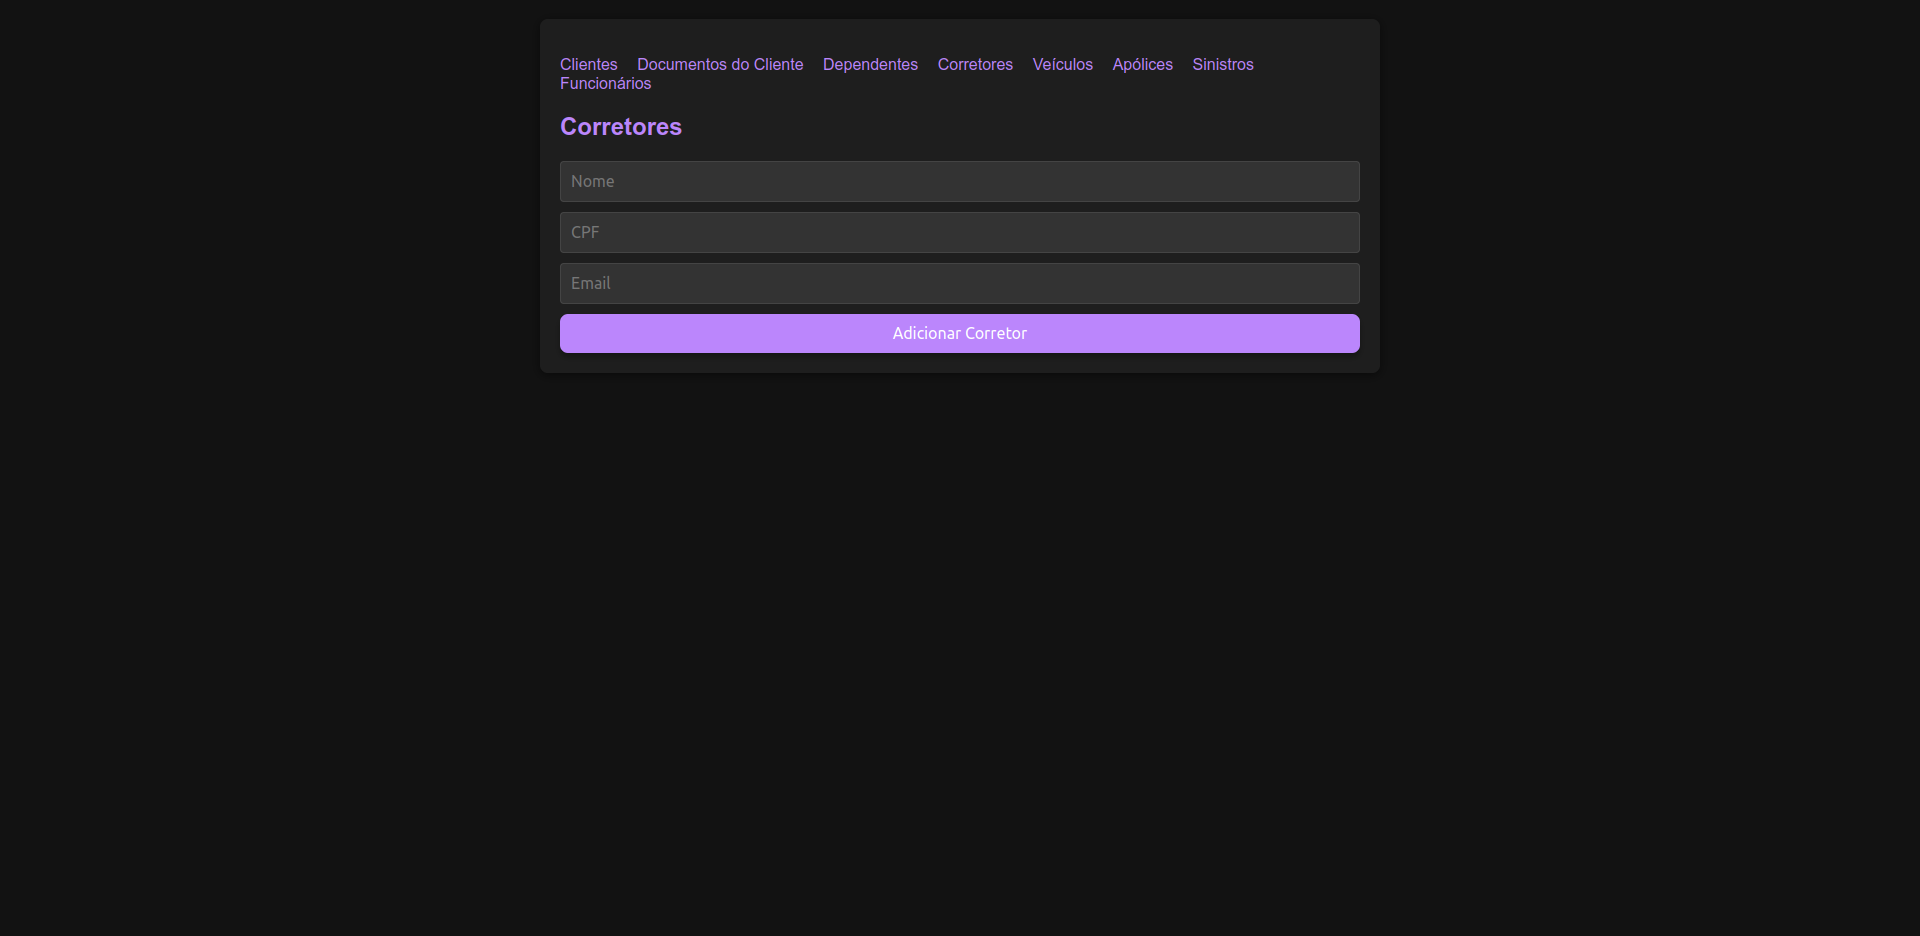 Clientes Documentos do Cliente Dependentes Corretores Veículos Apólices Sinistros
Funcionários
Corretores
Nome
CPF
Email
Adicionar Corretor